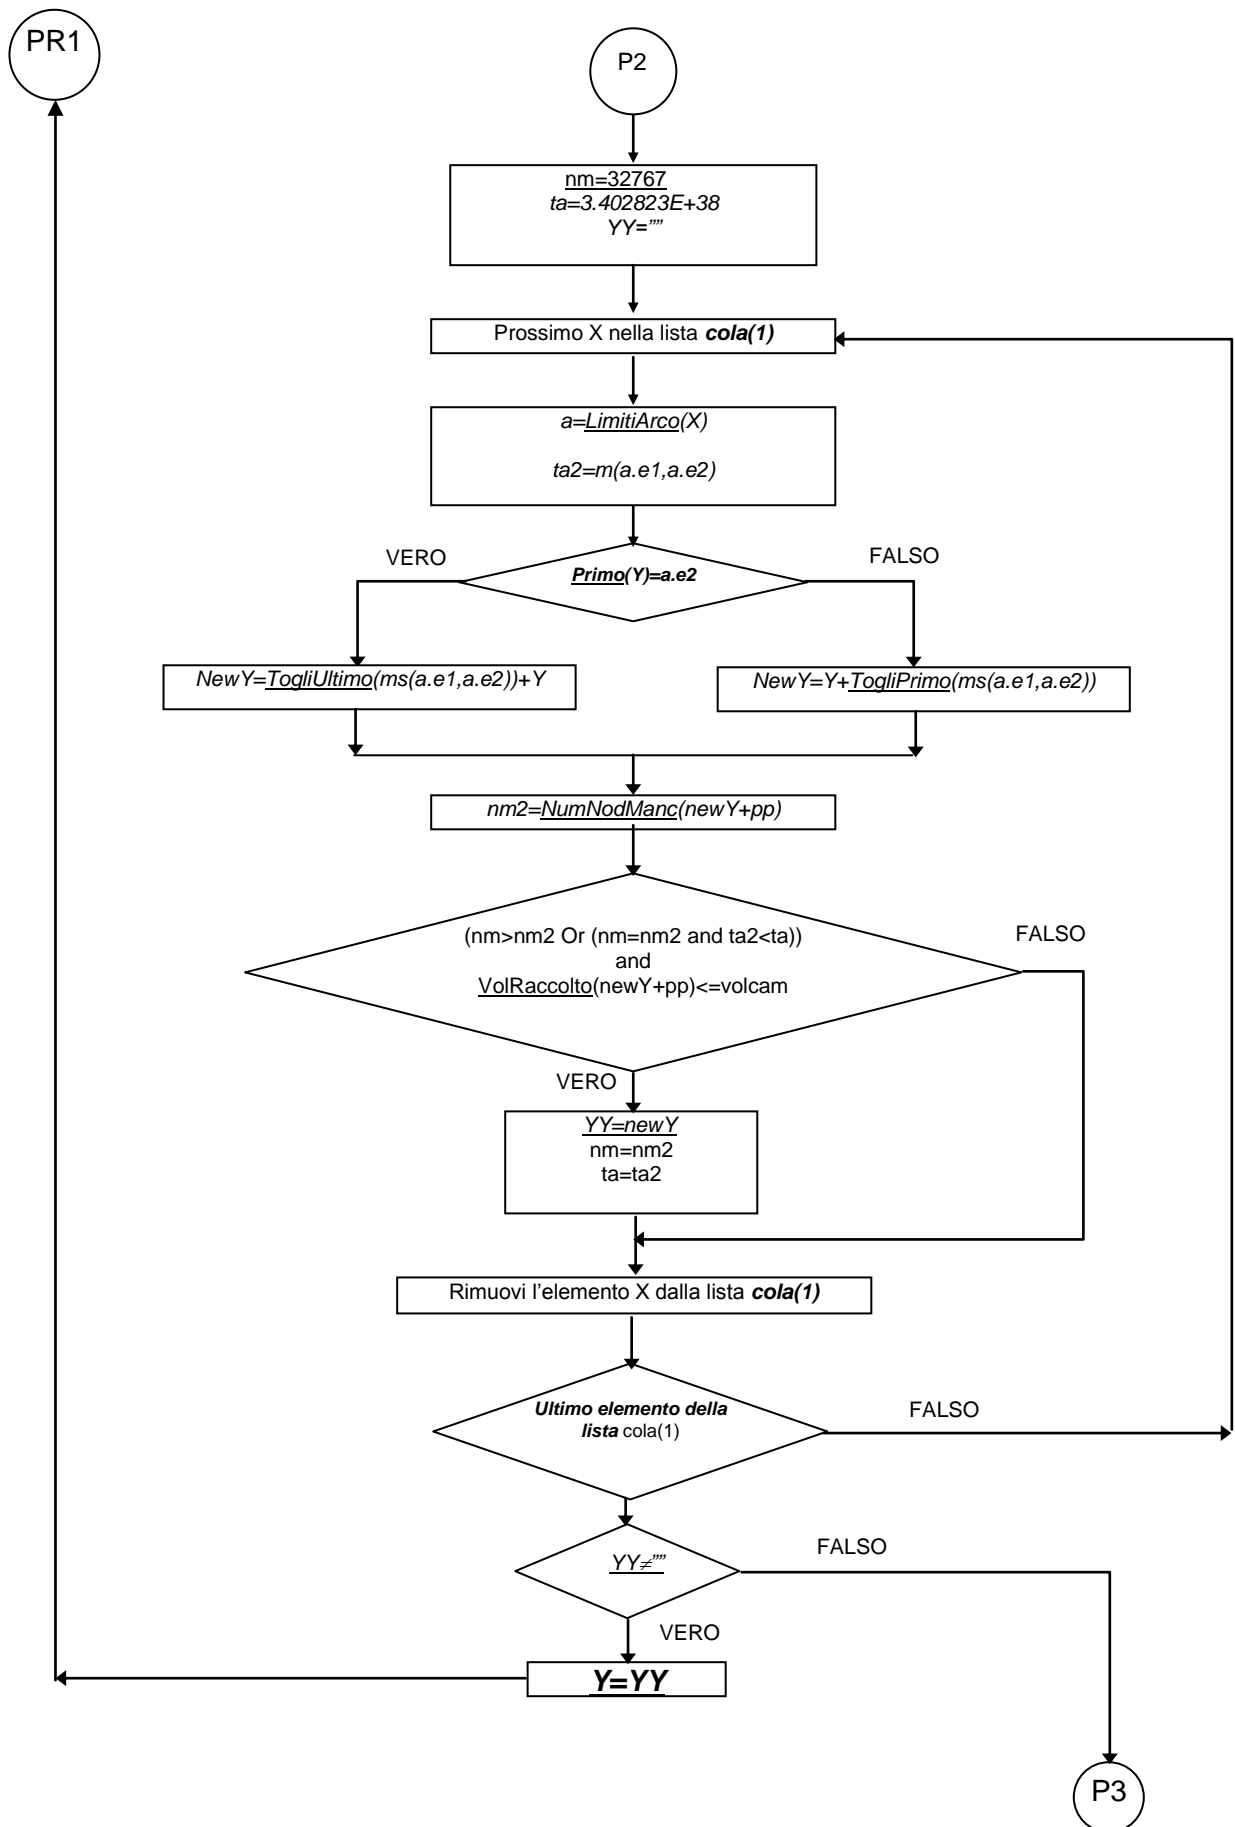 PR1
P2
nm=32767
ta=3.402823E+38
YY=""
Prossimo X nella lista cola(1)
a=LimitiArco(X)
ta2=m(a.e1,a.e2)
VERO
FALSO
Primo(Y)=a.e2
NewY=TogliUltimo(ms(a.e1,a.e2))+Y
NewY=Y+TogliPrimo(ms(a.e1,a.e2))
nm2=NumNodManc(newY+pp)
(nm>nm2 Or (nm=nm2 and ta2<ta))
and
VolRaccolto(newY+pp)<=volcam
FALSO
VERO
YY=newY
nm=nm2
ta=ta2
Rimuovi l'elemento X dalla lista cola(1)
Ultimo elemento della
lista cola(1)
FALSO
YY≠""
FALSO
VERO
Y=YY
P3